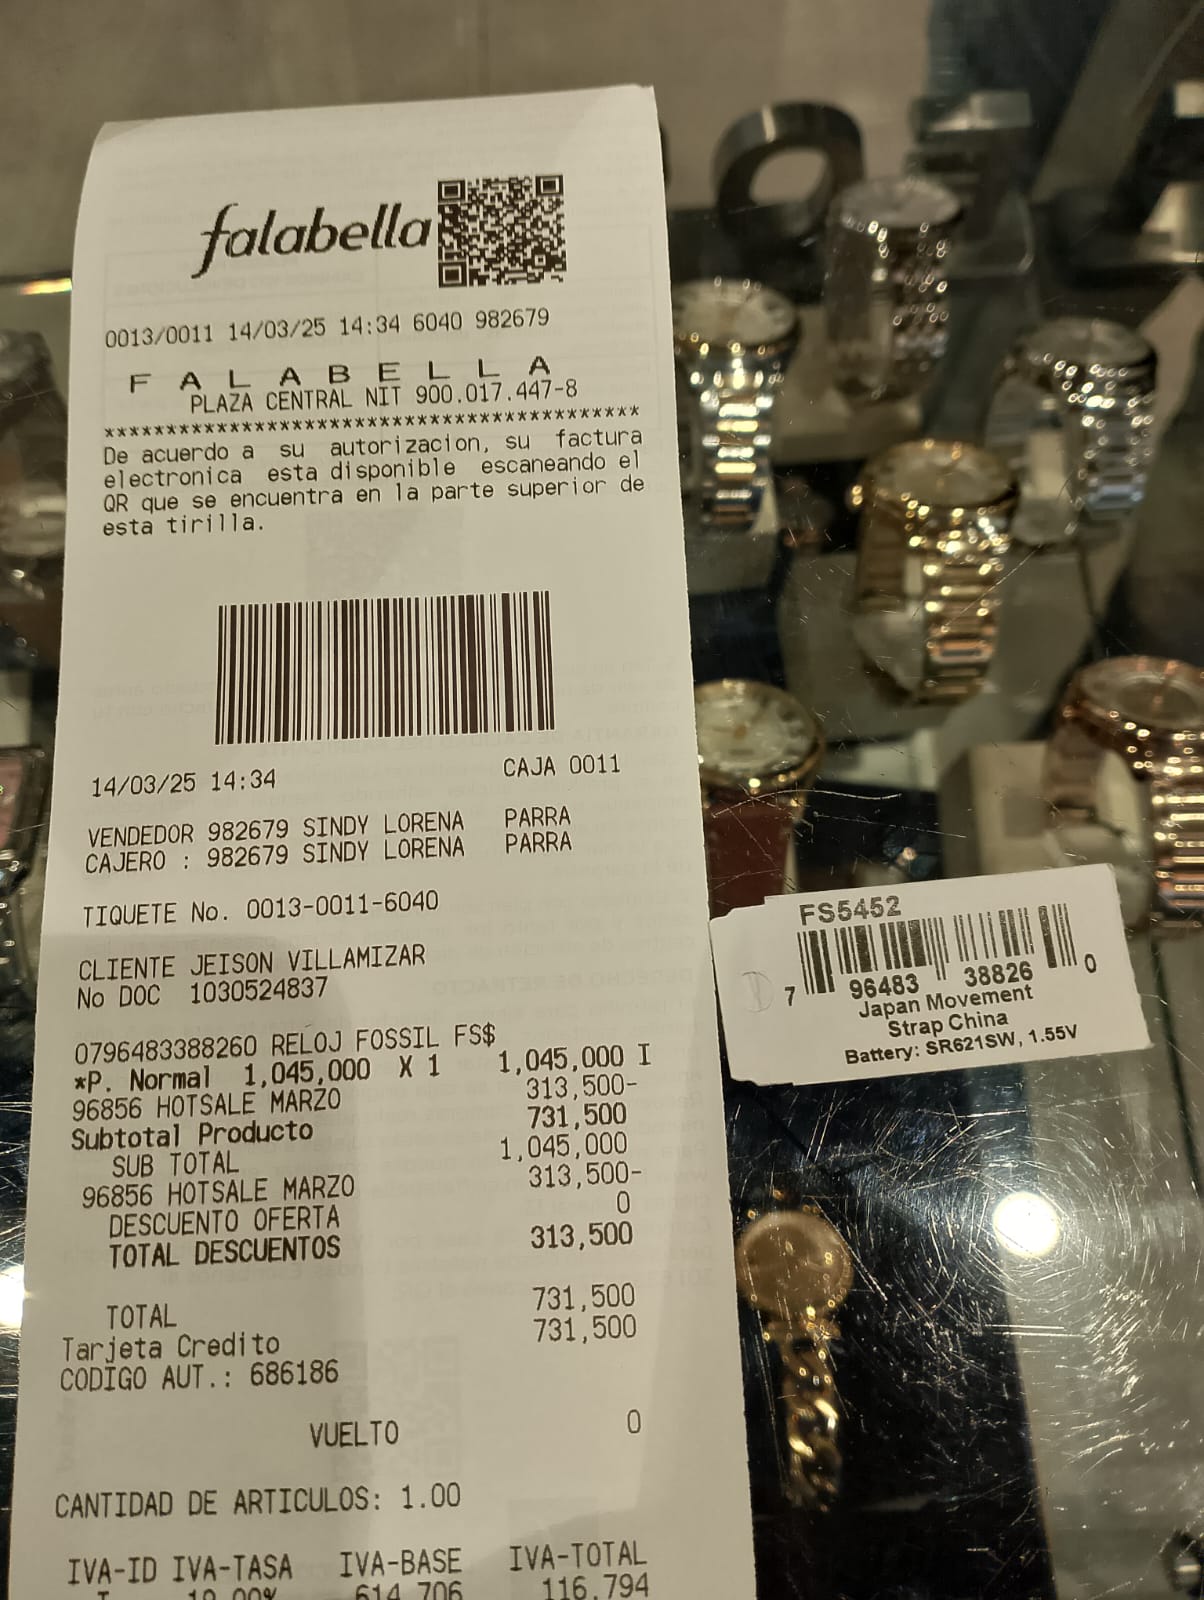 falabella
0013/0011 14/03/25 14:34 6040 982679
F A L A B E L L A
PLAZA CENTRAL NIT 900.017.447-8
****************************************
De acuerdo a su autorizacion, su factura
electronica esta disponible escaneando el
QR que se encuentra en la parte superior de
esta tirilla.
14/03/25 14:34 CAJA 0011
VENDEDOR 982679 SINDY LORENA PARRA
CAJERO : 982679 SINDY LORENA PARRA
TIQUETE No. 0013-0011-6040
CLIENTE JEISON VILLAMIZAR
No DOC 1030524837
0796483388260 RELOJ FOSSIL FS$
*P. Normal 1,045,000 X 1 1,045,000 I
96856 HOTSALE MARZO 313,500-
Subtotal Producto 731,500
SUB TOTAL 1,045,000
96856 HOTSALE MARZO 313,500-
DESCUENTO OFERTA 0
TOTAL DESCUENTOS 313,500
TOTAL 731,500
Tarjeta Credito 731,500
CODIGO AUT.: 686186
VUELTO 0
CANTIDAD DE ARTICULOS: 1.00
IVA-ID IVA-TASA IVA-BASE IVA-TOTAL
I 19.00% 614,706 116,794
FS5452
7 96483 38826 0
Japan Movement
Strap China
Battery: SR621SW, 1.55V